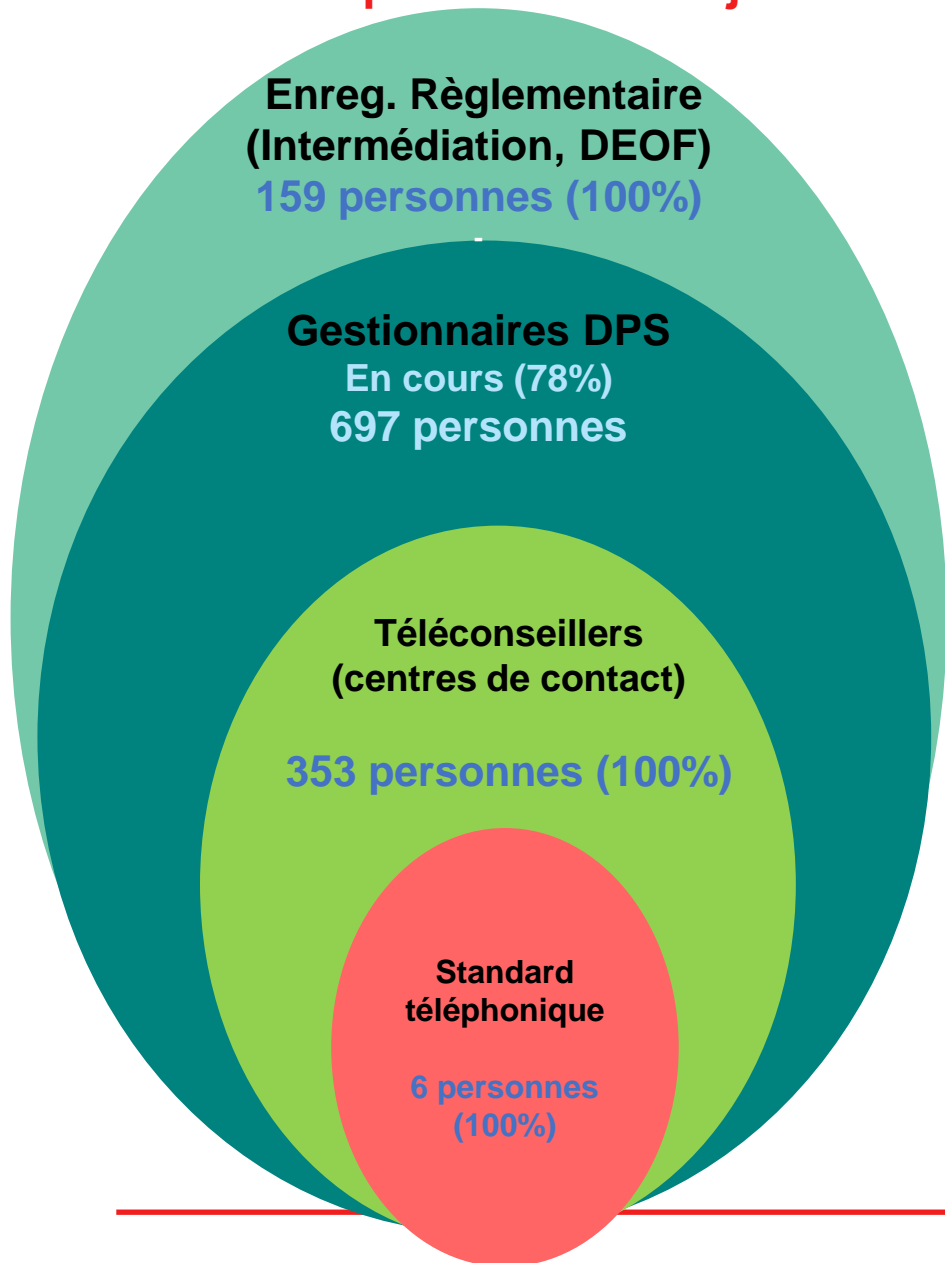 Enreg. Règlementaire
(Intermédiation, DEOF)
159 personnes (100%)
Gestionnaires DPS
En cours (78%)
697 personnes
Téléconseillers
(centres de contact)
353 personnes (100%)
Standard
téléphonique
6 personnes
(100%)